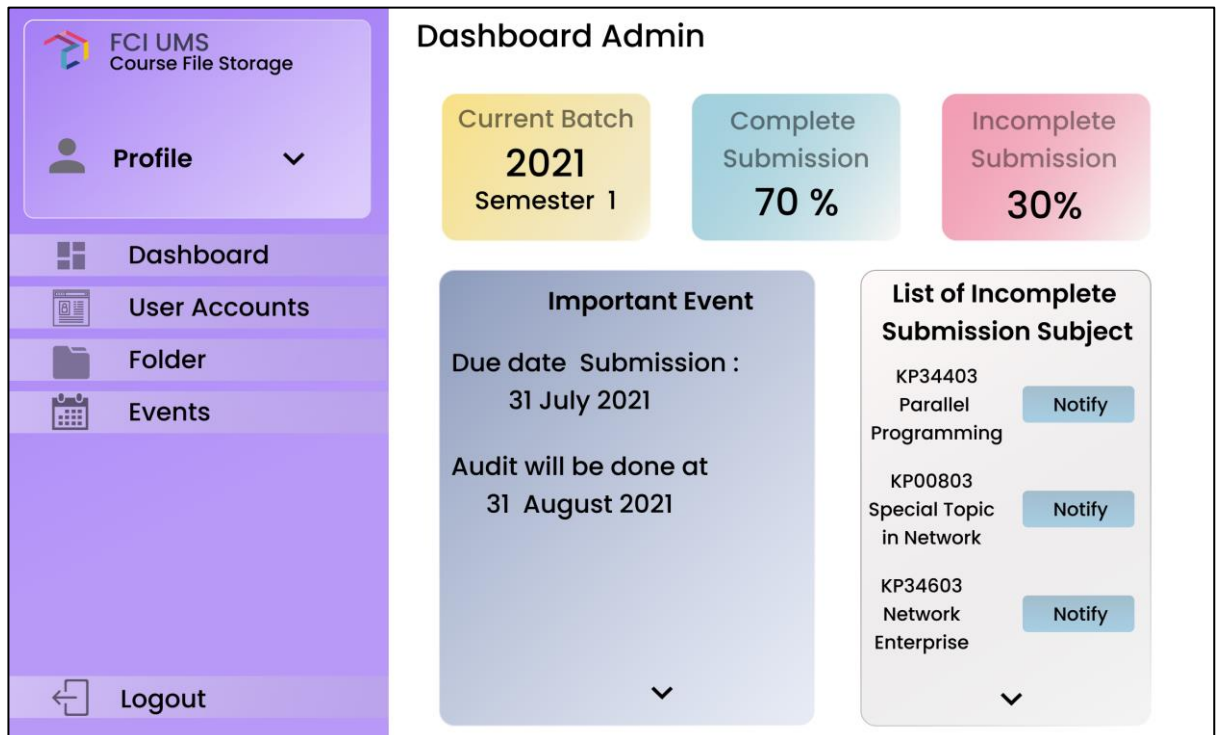 FCI UMS
Course File Storage
Profile
Dashboard
User Accounts
Folder
Events
Logout
Dashboard Admin
Current Batch
2021
Semester 1
Complete
Submission
70 %
Incomplete
Submission
30%
Important Event
Due date Submission :
31 July 2021
Audit will be done at
31 August 2021
List of Incomplete
Submission Subject
KP34403
Parallel
Programming
Notify
KP00803
Special Topic
in Network
Notify
KP34603
Network
Enterprise
Notify